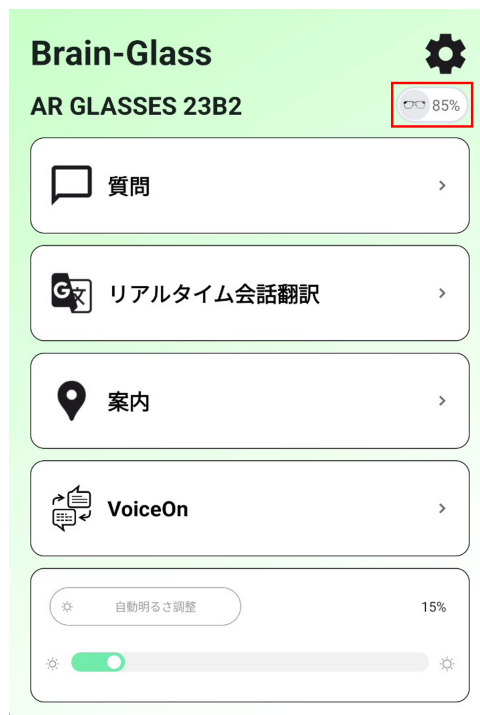 Brain-Glass
AR GLASSES 23B2
85%
質問
リアルタイム会話翻訳
案内
VoiceOn
自動明るさ調整
15%